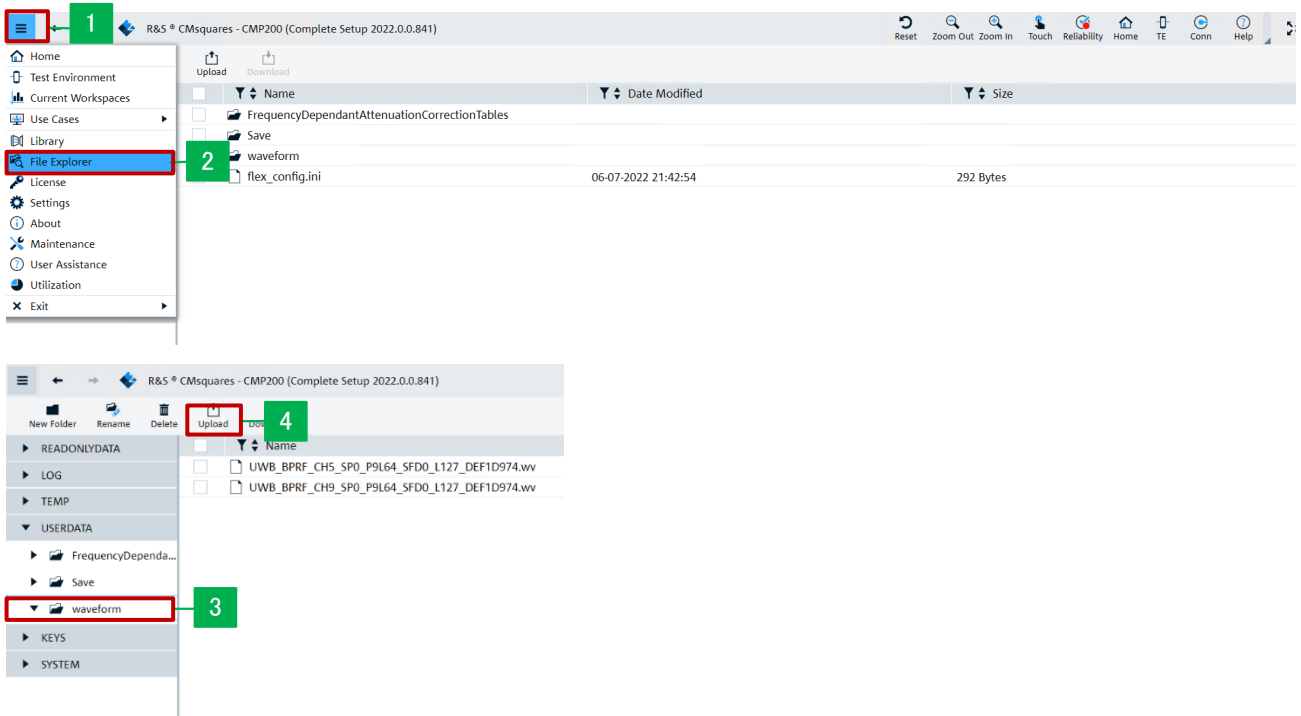 1
R&S ® CMsquares - CMP200 (Complete Setup 2022.0.0.841)
Reset Zoom Out Zoom In Touch Reliability Home TE Conn Help
Home
Test Environment
Current Workspaces
Use Cases
Library
File Explorer
License
Settings
About
Maintenance
User Assistance
Utilization
Exit
2
Upload Download
Name Date Modified Size
FrequencyDependantAttenuationCorrectionTables
Save
waveform
flex_config.ini 06-07-2022 21:42:54 292 Bytes
R&S ® CMsquares - CMP200 (Complete Setup 2022.0.0.841)
New Folder Rename Delete Upload
4
READONLYDATA
LOG
TEMP
USERDATA
FrequencyDependa...
Save
waveform
3
KEYS
SYSTEM
Name
UWB_BPRF_CH5_SP0_P9L64_SFD0_L127_DEF1D974.wv
UWB_BPRF_CH9_SP0_P9L64_SFD0_L127_DEF1D974.wv